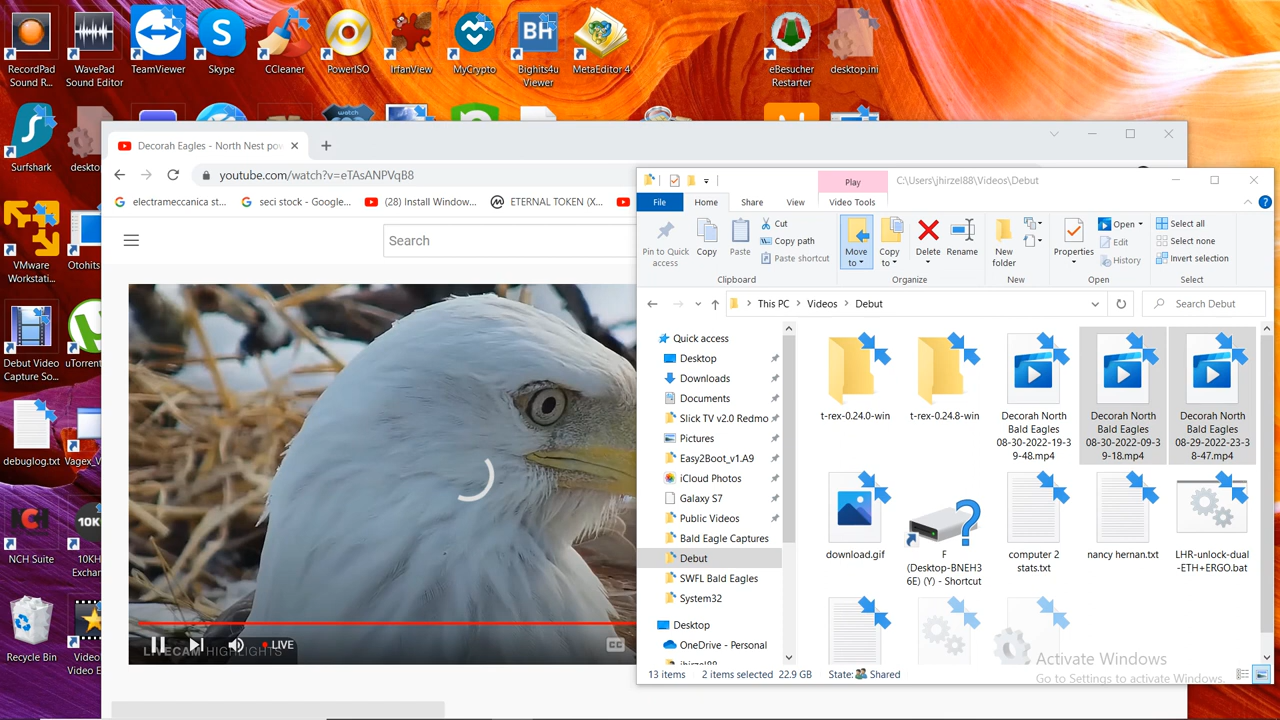 RecordPad
Sound R...
WavePad
Sound Editor
TeamViewer
Skype
CCleaner
PowerISO
IrfanView
MyCrypto
BH
Bighits4u
Viewer
MetaEditor 4
eBesucher
Restarter
desktop.ini
watch
Surfshark
deskto
VMware
Workstati...
Otohits
Debut Video
Capture So...
uTorrent
debuglog.txt
Vagex_V
NCH
NCH Suite
10K
10KH
Exchan
Recycle Bin
Video
Video E
Decorah Eagles - North Nest pow
youtube.com/watch?v=eTAsANPVqB8
electrameccanica st...
seci stock - Google...
(28) Install Window...
ETERNAL TOKEN (X...
Search
LIVE
LIVECAM HIGHLIGHTS
CC
Play
C:\Users\jhirzel88\Videos\Debut
File
Home
Share
View
Video Tools
Pin to Quick
access
Copy
Paste
Cut
Copy path
Paste shortcut
Clipboard
Move
to
Copy
to
Delete
Rename
Organize
New
folder
New
Properties
Open
Edit
History
Open
Select all
Select none
Invert selection
Select
This PC
Videos
Debut
Search Debut
Quick access
Desktop
Downloads
Documents
Slick TV v2.0 Redmo
Pictures
Easy2Boot_v1.A9
iCloud Photos
Galaxy S7
Public Videos
Bald Eagle Captures
Debut
SWFL Bald Eagles
System32
Desktop
OneDrive - Personal
jhirzel88
t-rex-0.24.0-win
t-rex-0.24.8-win
Decorah North
Bald Eagles
08-30-2022-19-3
9-48.mp4
Decorah North
Bald Eagles
08-30-2022-09-3
9-18.mp4
Decorah North
Bald Eagles
08-29-2022-23-3
8-47.mp4
download.gif
F
(Desktop-BNEH3
6E) (Y) - Shortcut
computer 2
stats.txt
nancy hernan.txt
LHR-unlock-dual
-ETH+ERGO.bat
Activate Windows
Go to Settings to activate Windows.
13 items
2 items selected
22.9 GB
State:
Shared